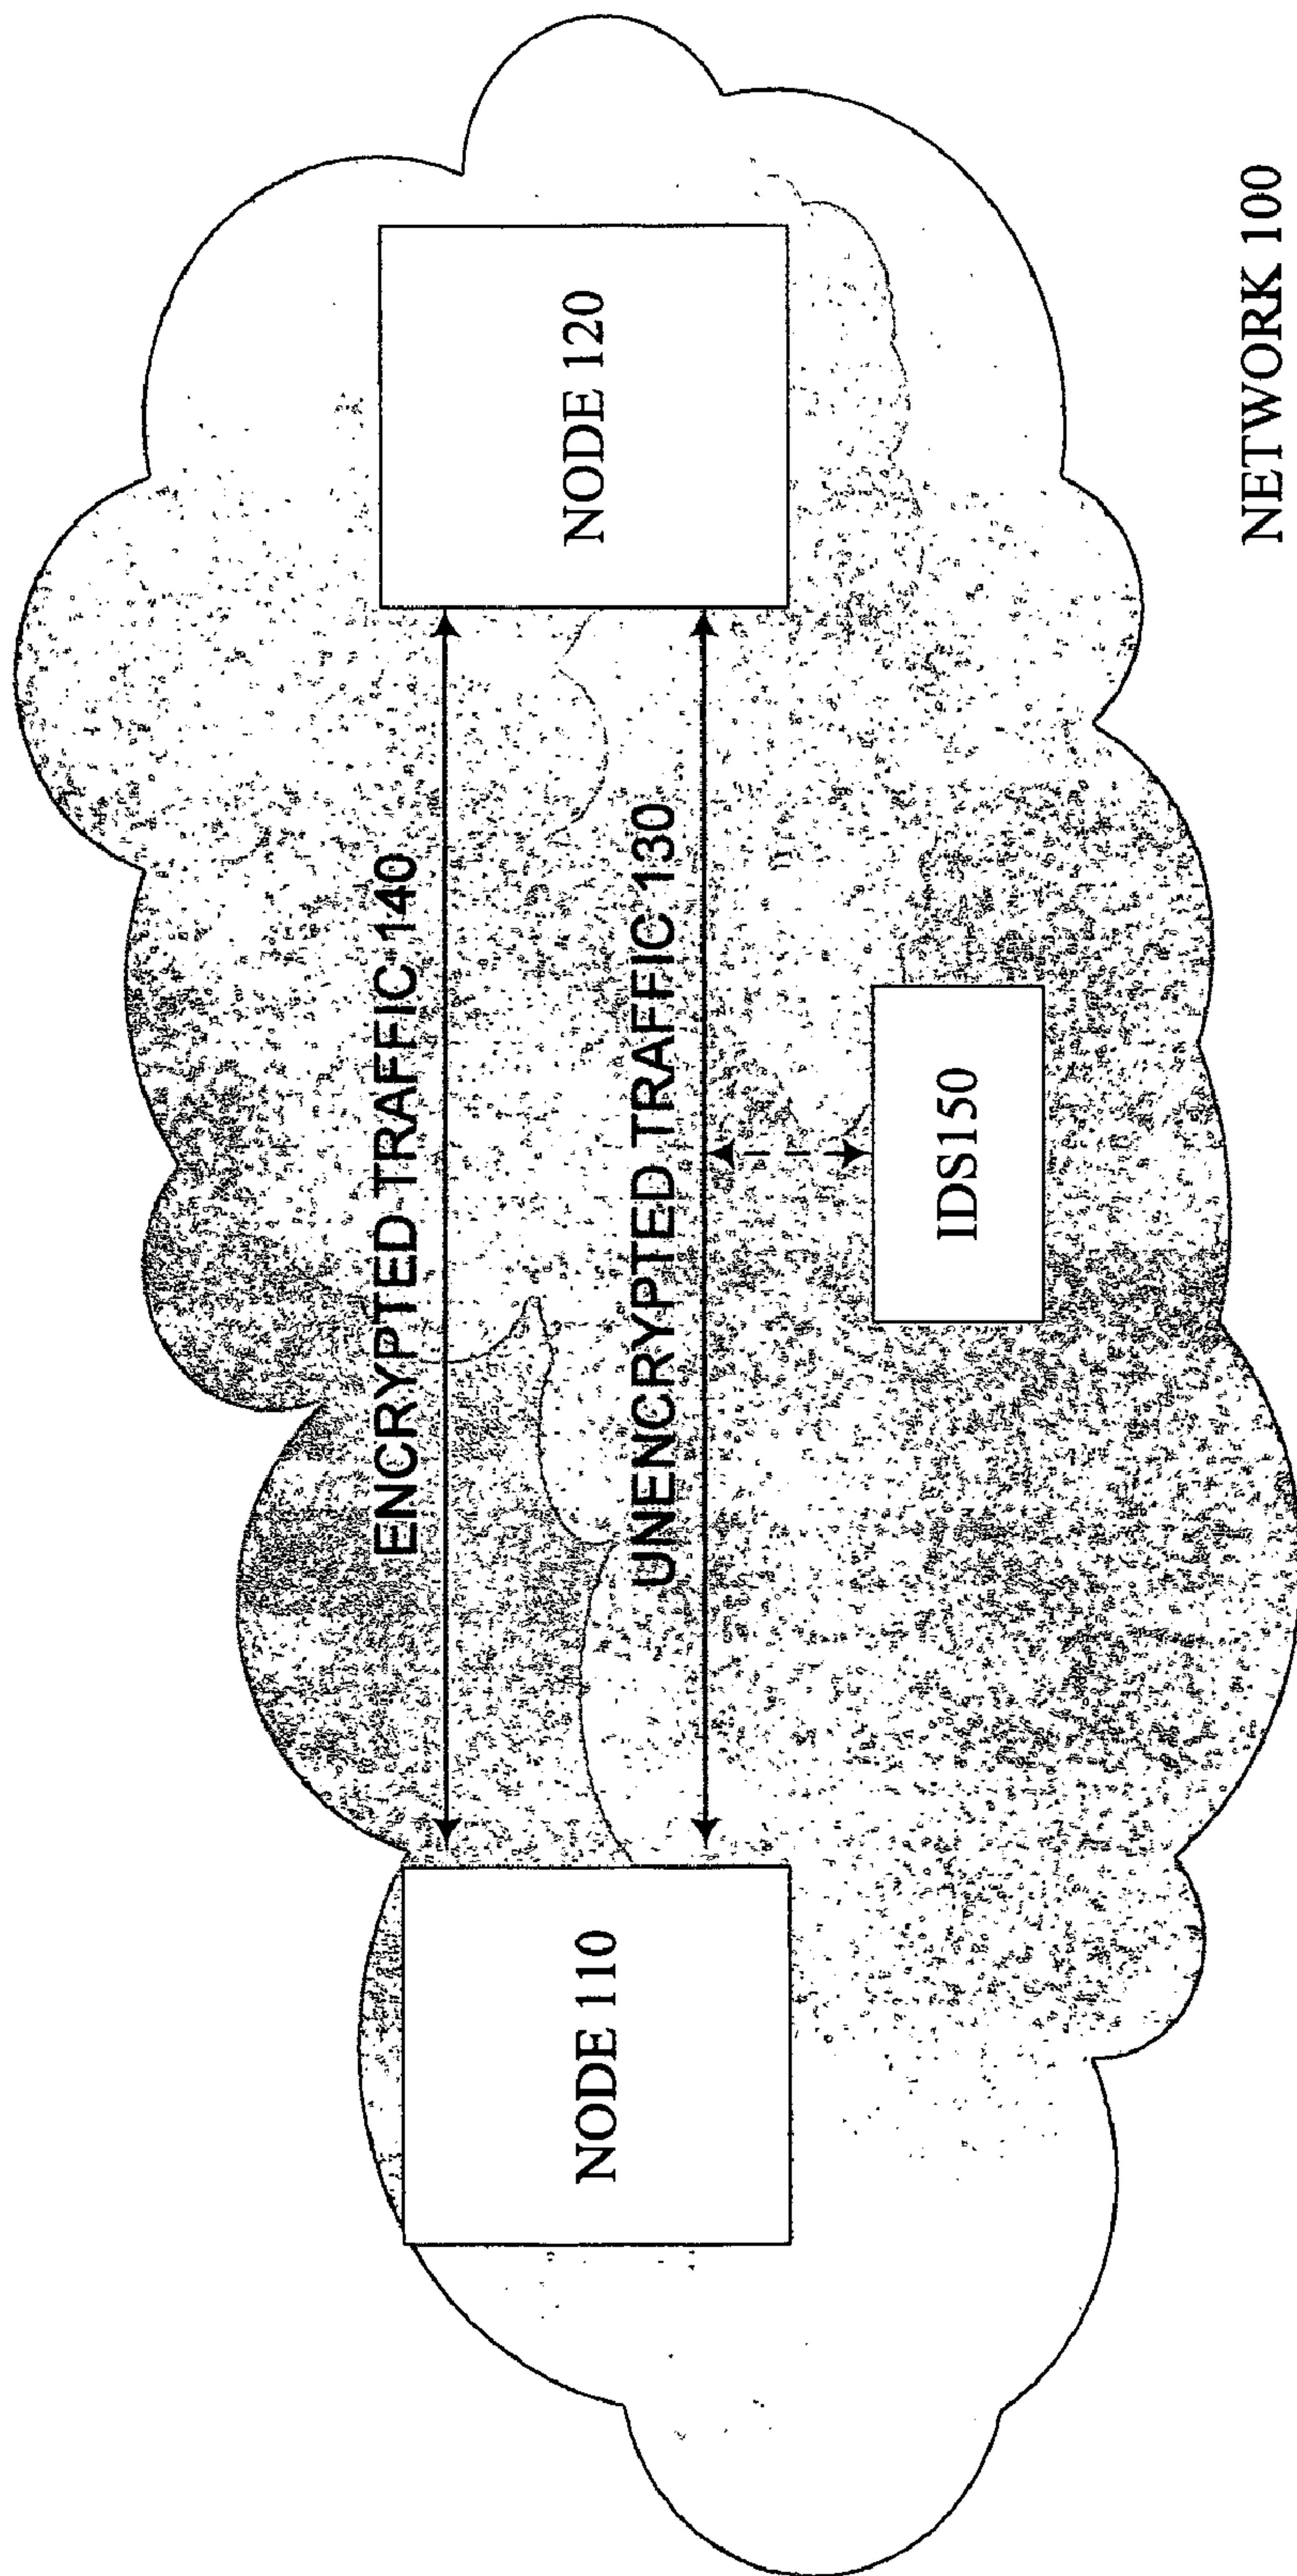 ENCRYPTED TRAFFIC 140
NODE 110
NODE 120
UNENCRYPTED TRAFFIC 130
IDS150
NETWORK 100